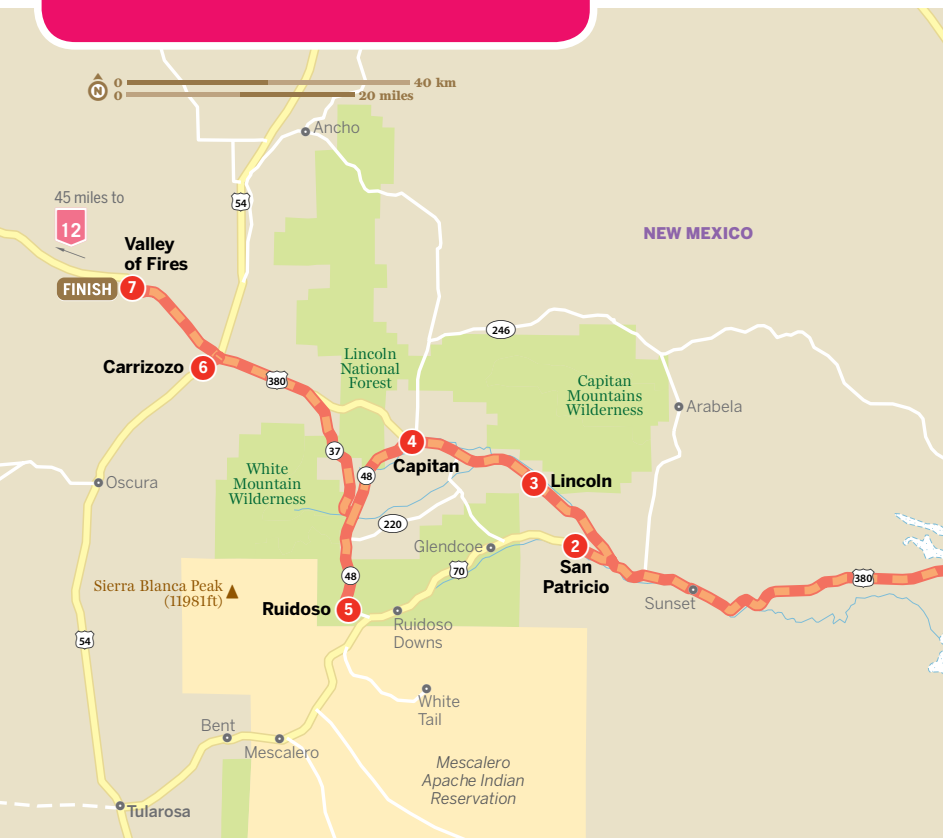 N
0
40 km
0
20 miles
Ancho
54
45 miles to
12
NEW MEXICO
Valley
of Fires
FINISH
7
246
Lincoln
National
Forest
Carrizozo
6
380
Capitan
Mountains
Wilderness
Arabela
4
Capitan
37
48
3
Lincoln
White
Mountain
Wilderness
Oscura
220
Glendcoe
2
San
Patricio
70
48
380
Sierra Blanca Peak
(11981ft)
Ruidoso
5
Sunset
Ruidoso
Downs
54
White
Tail
Bent
Mescalero
Mescalero
Apache Indian
Reservation
Tularosa